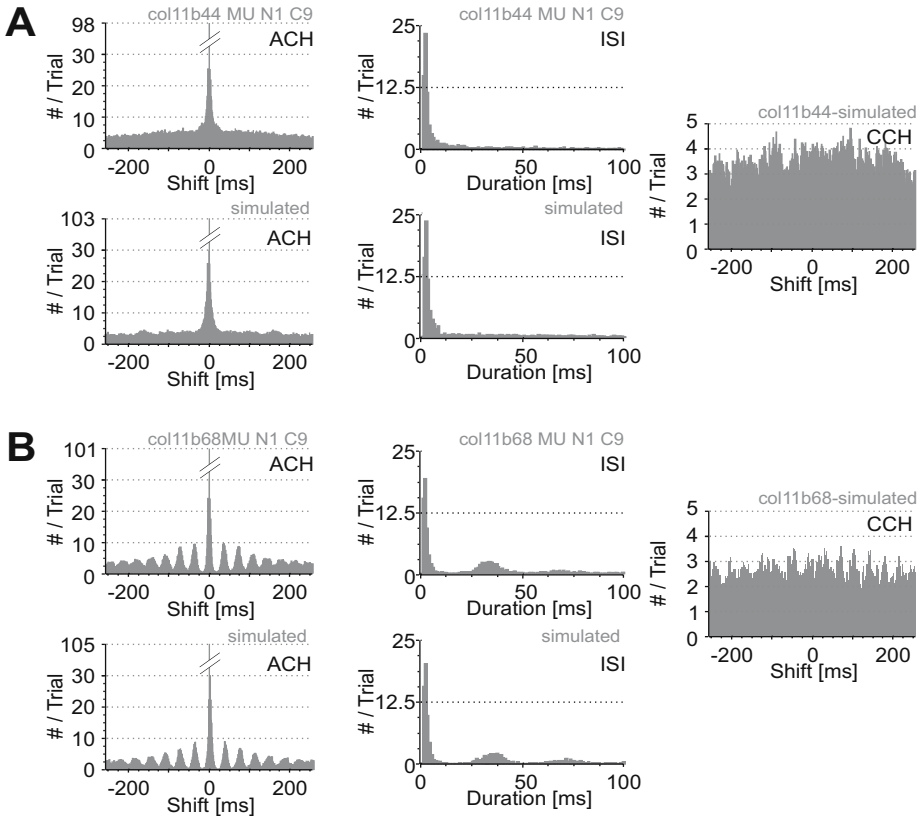 A
col11b44 MU N1 C9
ACH
# / Trial
98
30
20
10
0
-200 0 200
Shift [ms]
col11b44 MU N1 C9
ISI
# / Trial
25
12.5
0
0 50 100
Duration [ms]
simulated
ACH
# / Trial
103
30
20
10
0
-200 0 200
Shift [ms]
simulated
ISI
# / Trial
25
12.5
0
0 50 100
Duration [ms]
col11b44-simulated
CCH
# / Trial
5
4
3
2
1
0
-200 0 200
Shift [ms]
B
col11b68MU N1 C9
ACH
# / Trial
101
30
20
10
0
-200 0 200
Shift [ms]
col11b68 MU N1 C9
ISI
# / Trial
25
12.5
0
0 50 100
Duration [ms]
simulated
ACH
# / Trial
105
30
20
10
0
-200 0 200
Shift [ms]
simulated
ISI
# / Trial
25
12.5
0
0 50 100
Duration [ms]
col11b68-simulated
CCH
# / Trial
5
4
3
2
1
0
-200 0 200
Shift [ms]